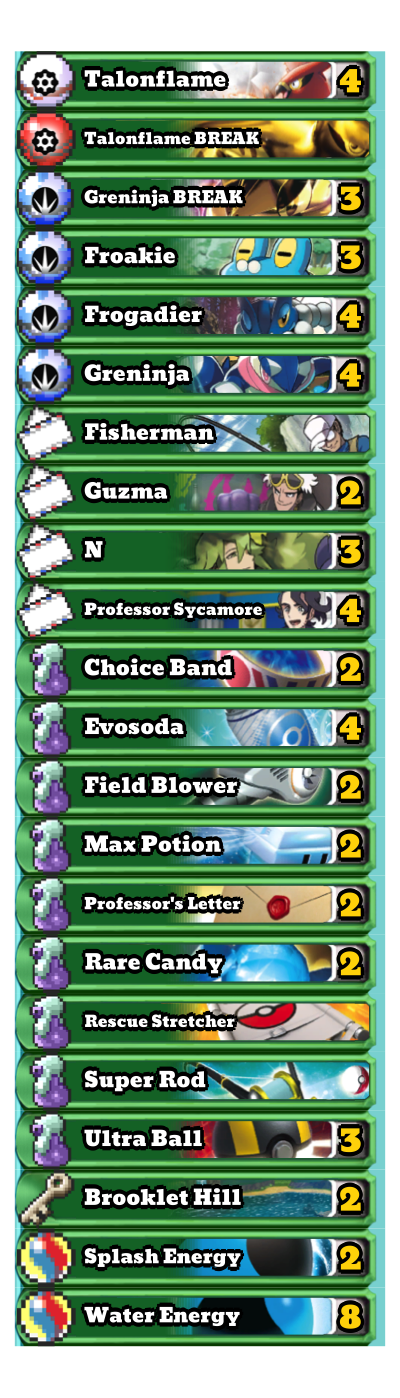 Talonflame 4
Talonflame BREAK
Greninja BREAK 3
Froakie 3
Frogadier 4
Greninja 4
Fisherman
Guzma 2
N 3
Professor Sycamore 4
Choice Band 2
Evosoda 4
Field Blower 2
Max Potion 2
Professor's Letter 2
Rare Candy 2
Rescue Stretcher
Super Rod
Ultra Ball 3
Brooklet Hill 2
Splash Energy 2
Water Energy 8